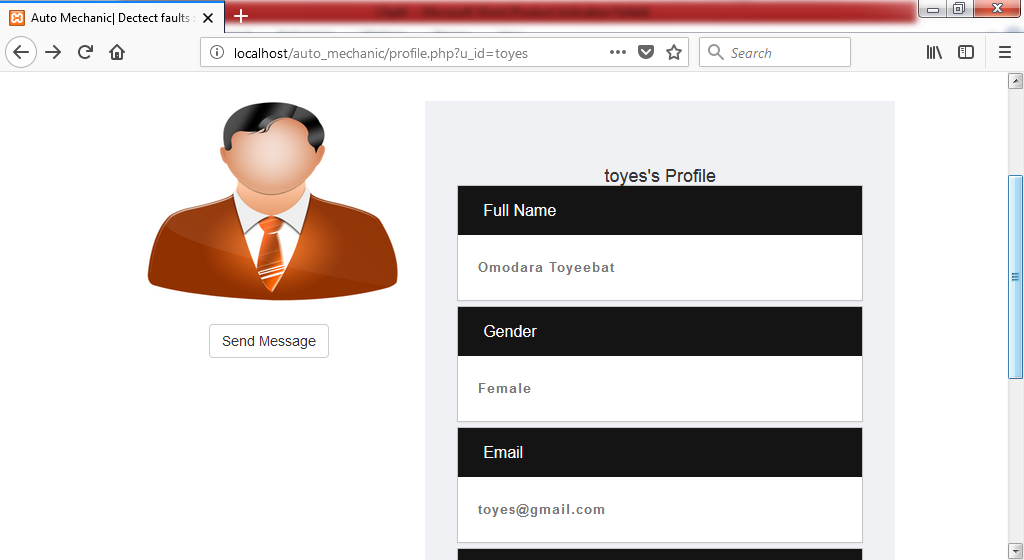 Auto Mechanic| Dectect faults
localhost/auto_mechanic/profile.php?u_id=toyes
Search
toyes's Profile
Full Name
Omodara Toyeebat
Gender
Female
Send Message
Email
toyes@gmail.com